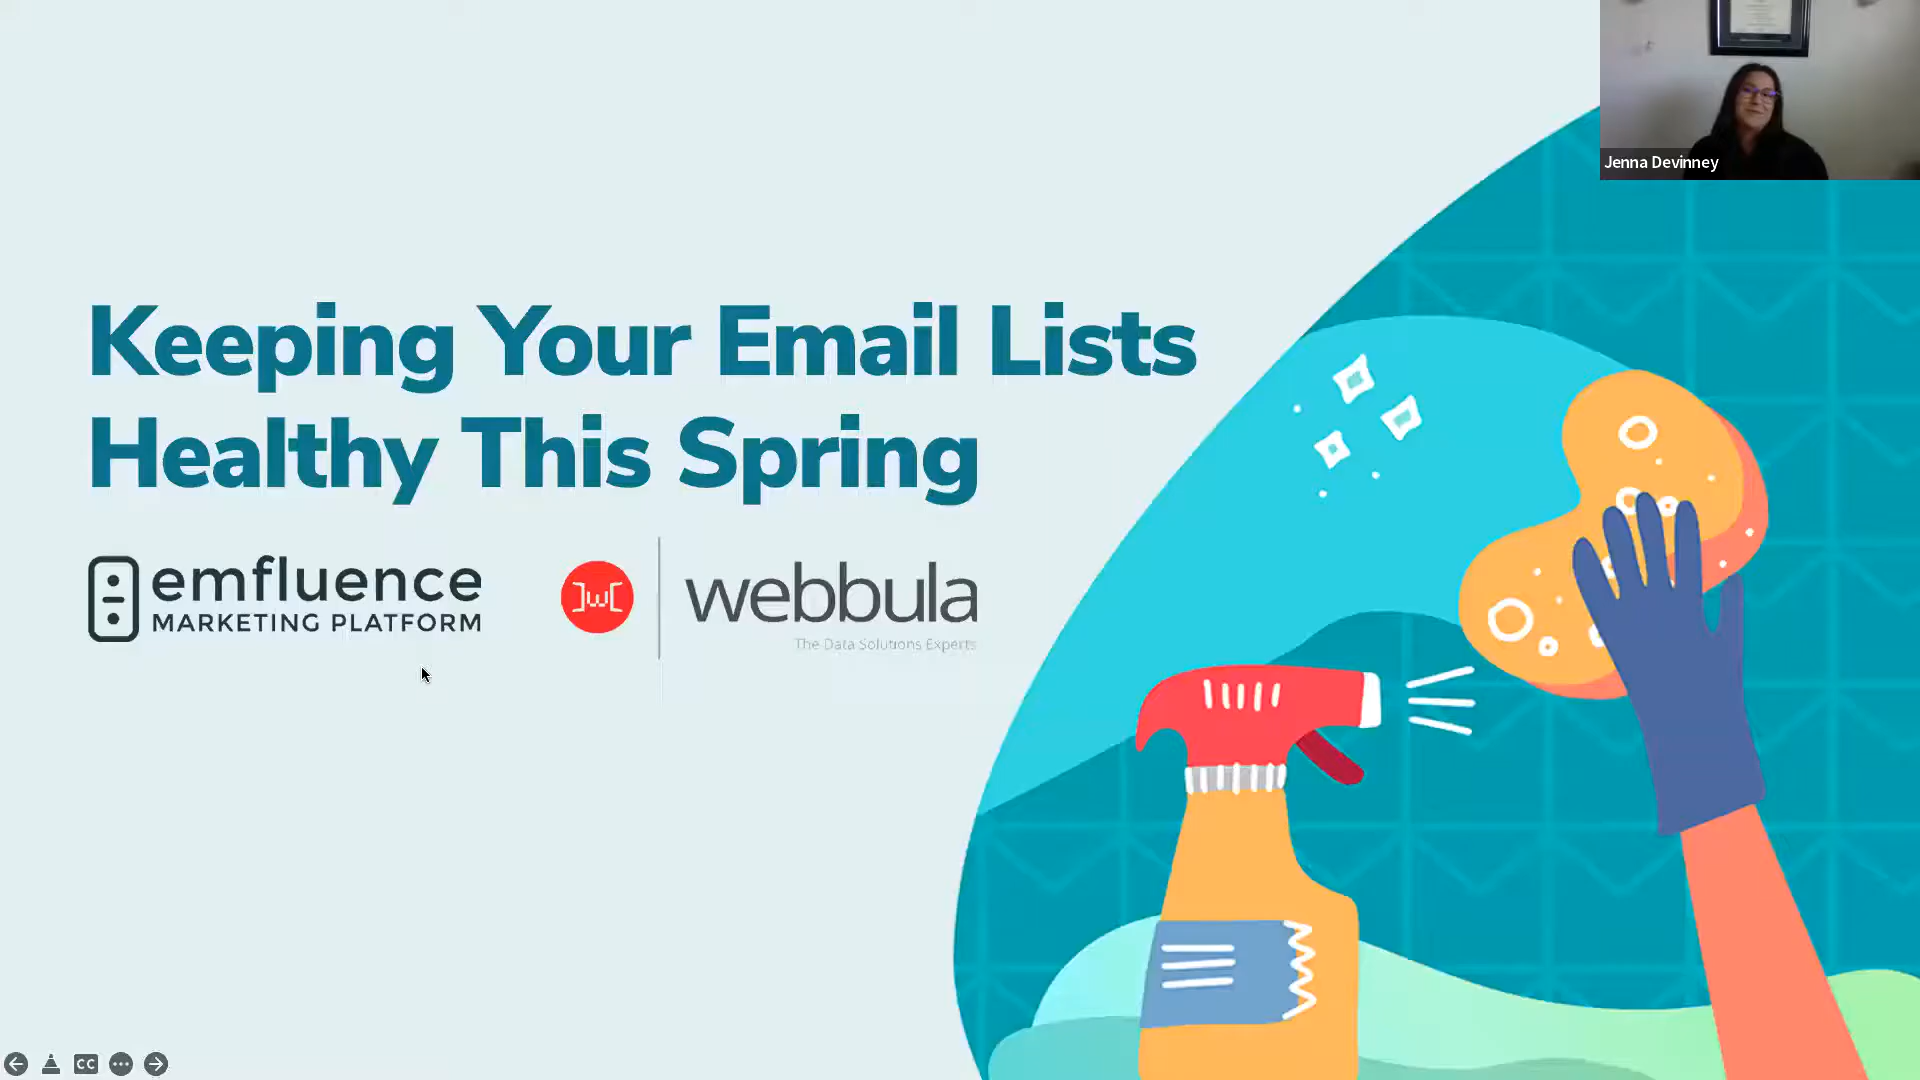 Jenna Devinney
Keeping Your Email Lists
Healthy This Spring
emfluence
MARKETING PLATFORM
]w[
webbula
The Data Solutions Experts
CC